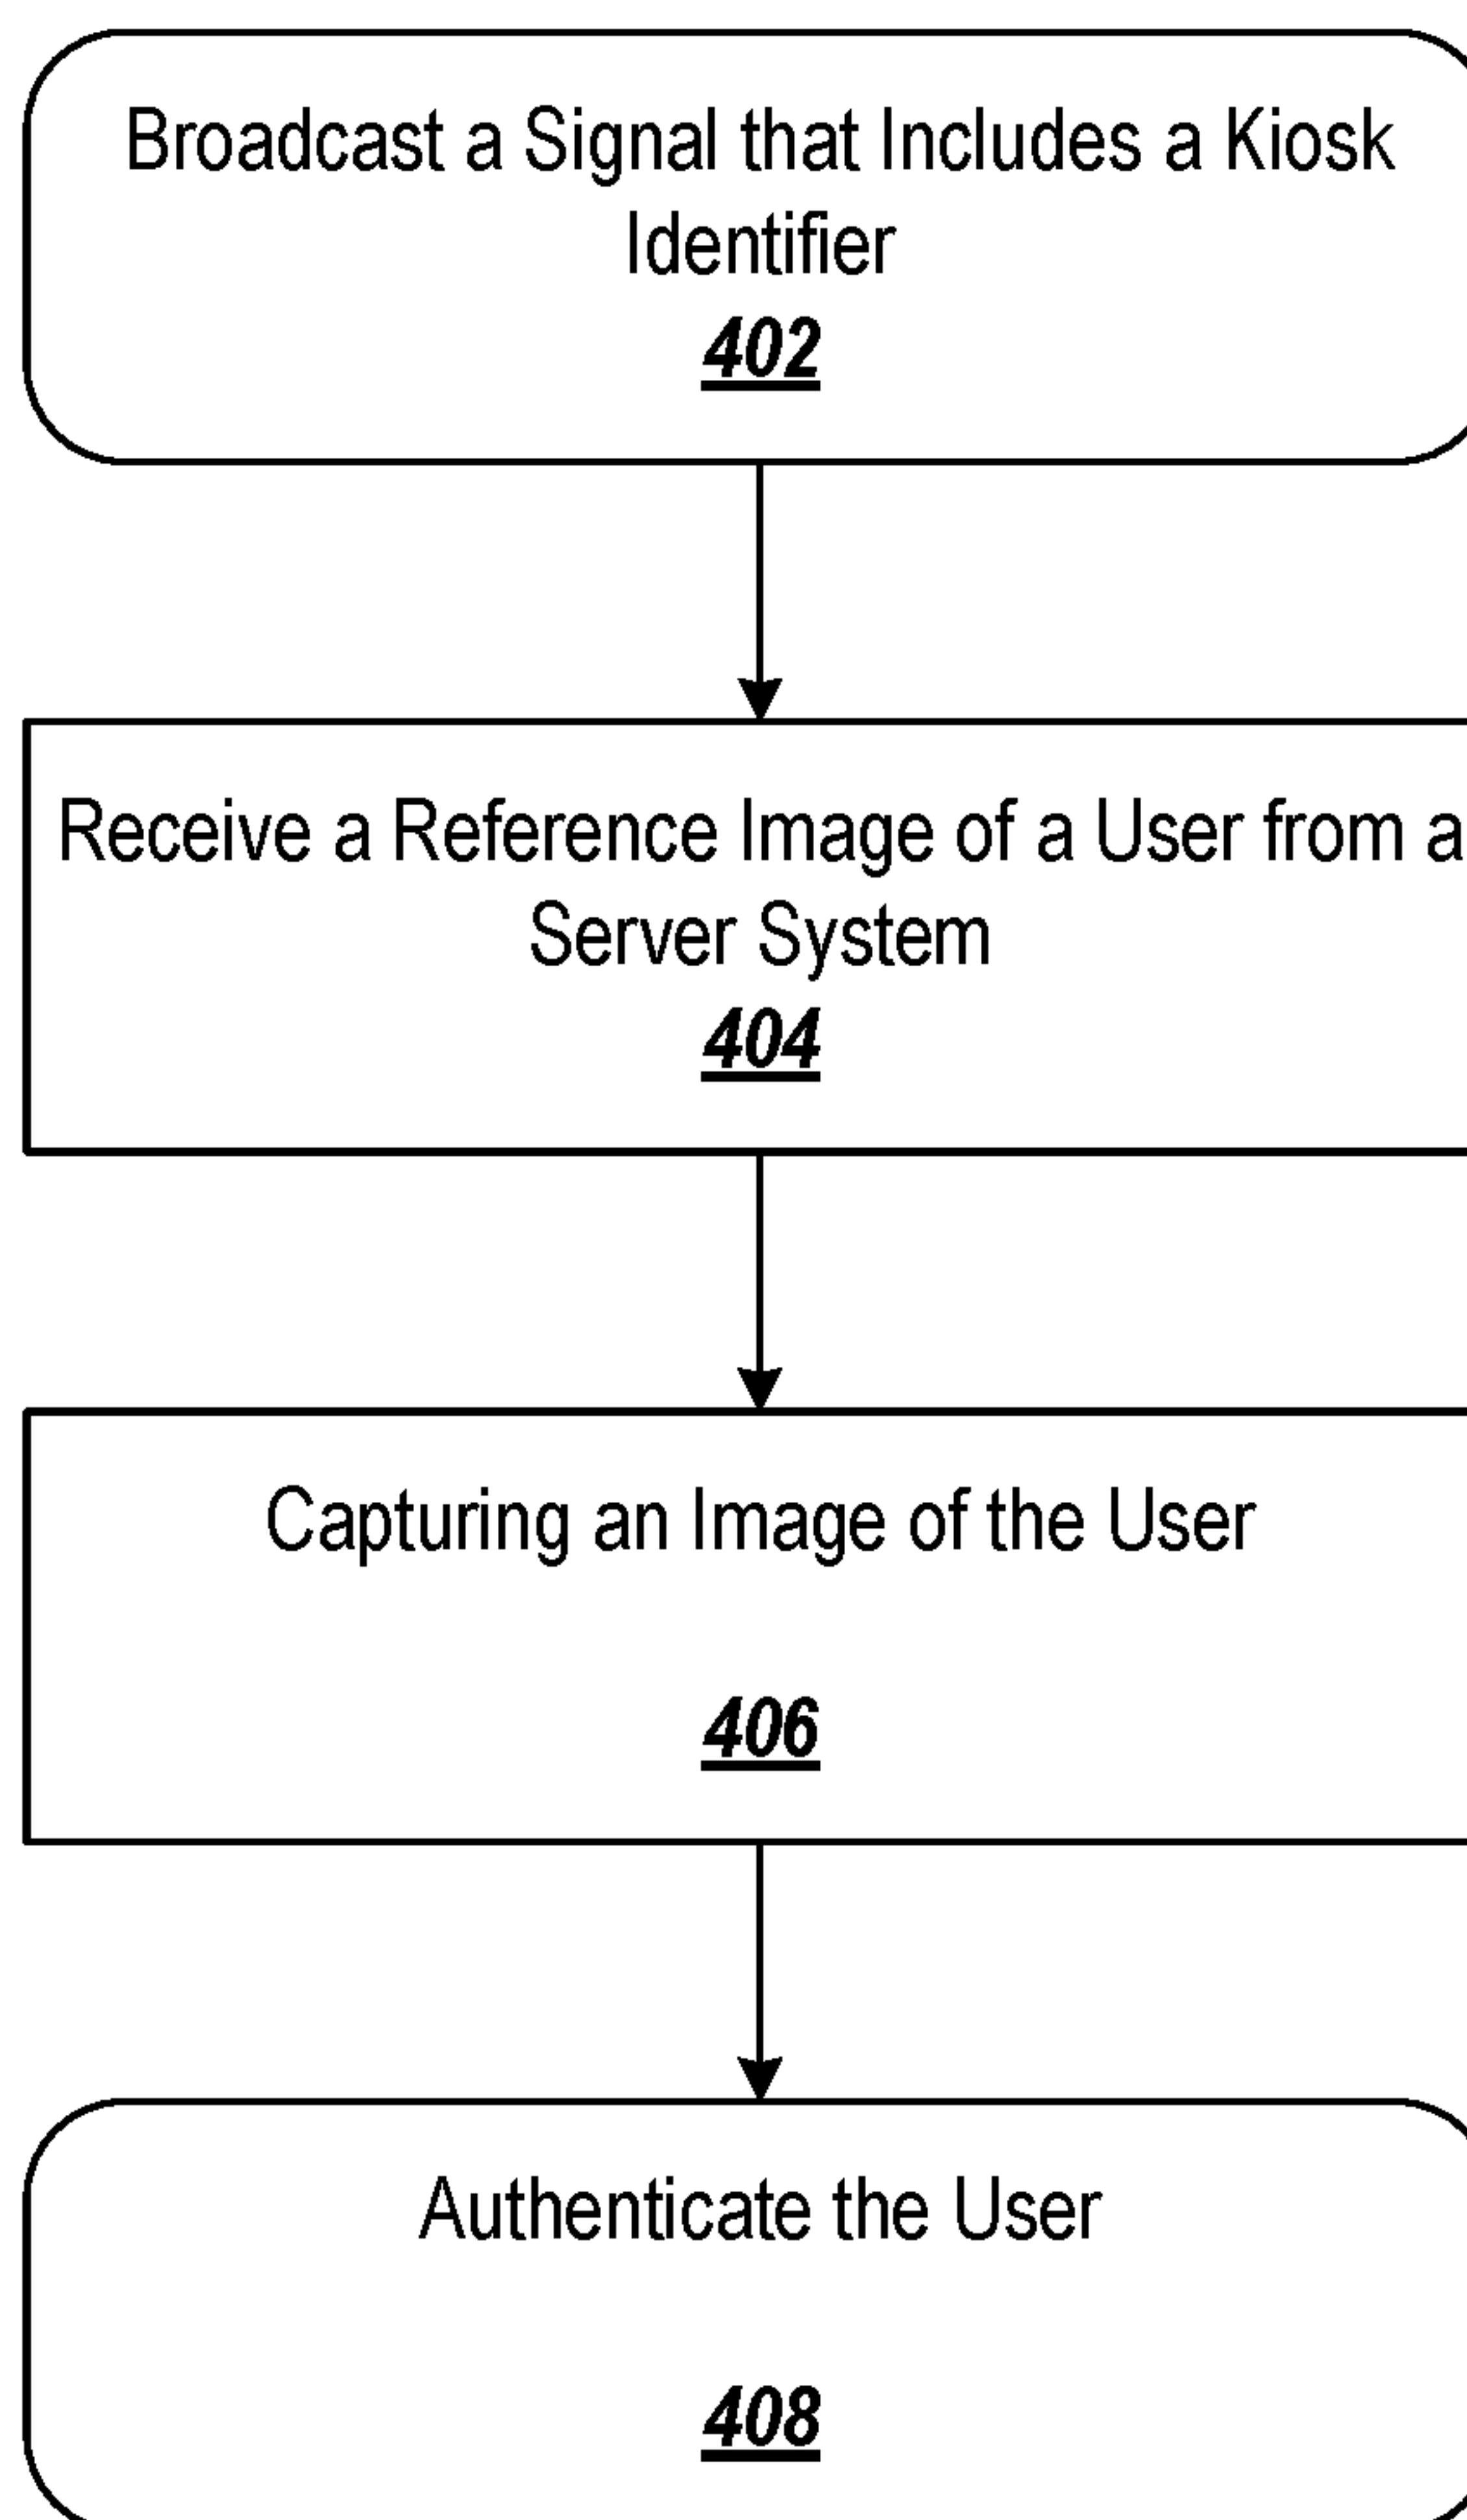 Broadcast a Signal that Includes a Kiosk
Identifier
402
Receive a Reference Image of a User from a
Server System
404
Capturing an Image of the User
406
Authenticate the User
408